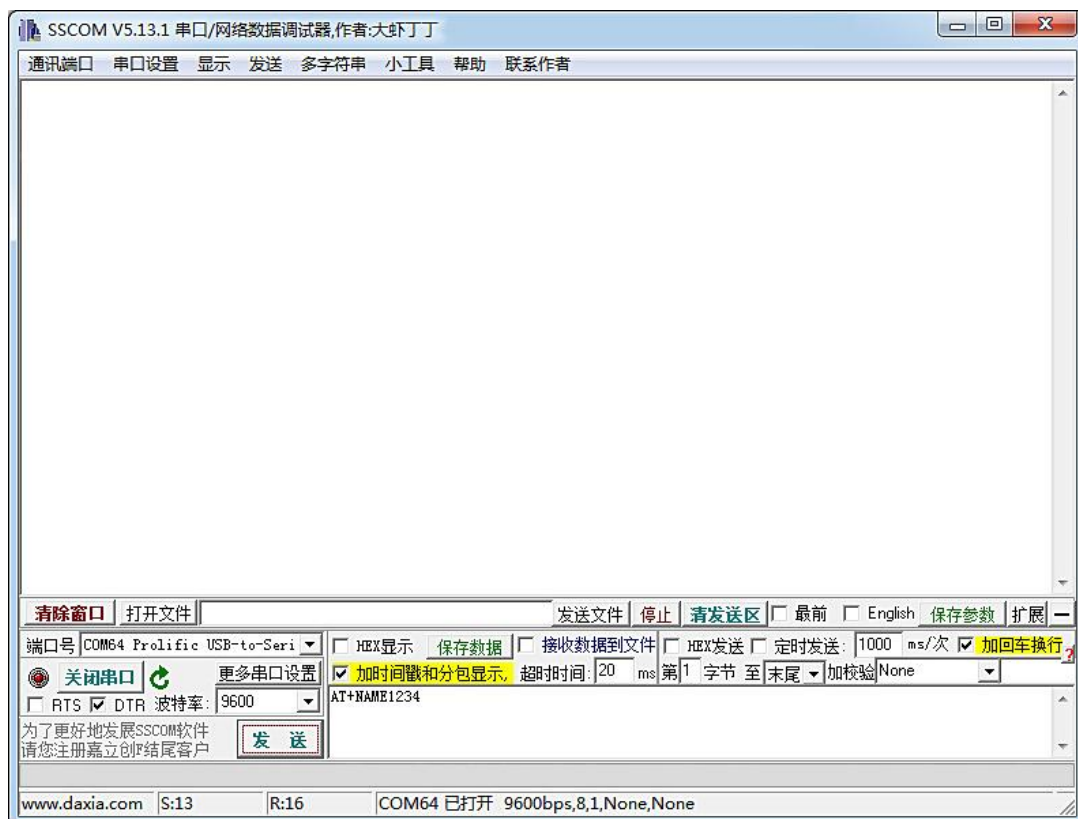 SSCOM V5.13.1 串口/网络数据调试器,作者:大虾丁丁
通讯端口 串口设置 显示 发送 多字符串 小工具 帮助 联系作者
清除窗口 打开文件 发送文件 停止 清发送区 最前 English 保存参数 扩展 —
端口号 COM64 Prolific USB-to-Seri HEX显示 保存数据 接收数据到文件 HEX发送 定时发送: 1000 ms/次 加回车换行 ?
关闭串口 更多串口设置 加时间戳和分包显示, 超时时间: 20 ms 第 1 字节 至 末尾 加校验 None
RTS DTR 波特率: 9600 AT+NAME1234
为了更好地发展SSCOM软件
请您注册嘉立创F结尾客户
发 送
www.daxia.com S:13 R:16 COM64 已打开 9600bps,8,1,None,None